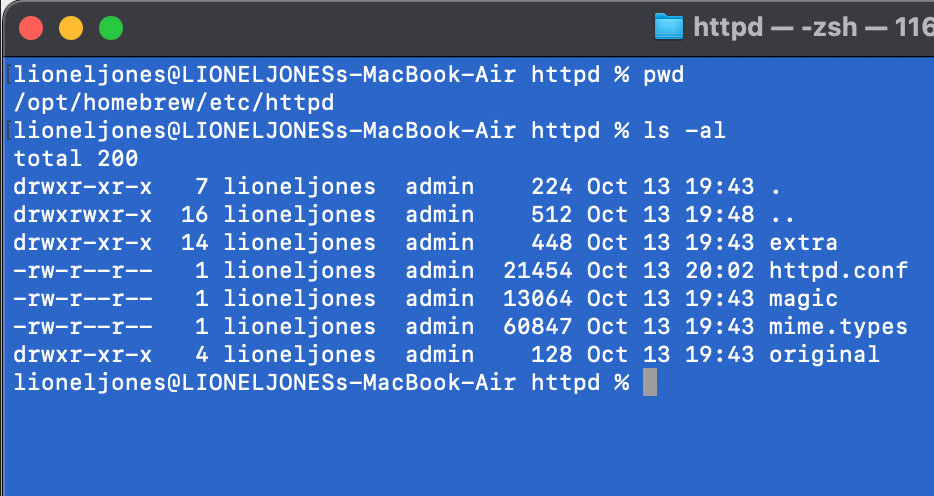 httpd — -zsh — 116
lioneljones@LIONELJONESs-MacBook-Air httpd % pwd
/opt/homebrew/etc/httpd
lioneljones@LIONELJONESs-MacBook-Air httpd % ls -al
total 200
drwxr-xr-x   7 lioneljones  admin    224 Oct 13 19:43 .
drwxrwxr-x  16 lioneljones  admin    512 Oct 13 19:48 ..
drwxr-xr-x  14 lioneljones  admin    448 Oct 13 19:43 extra
-rw-r--r--   1 lioneljones  admin  21454 Oct 13 20:02 httpd.conf
-rw-r--r--   1 lioneljones  admin  13064 Oct 13 19:43 magic
-rw-r--r--   1 lioneljones  admin  60847 Oct 13 19:43 mime.types
drwxr-xr-x   4 lioneljones  admin    128 Oct 13 19:43 original
lioneljones@LIONELJONESs-MacBook-Air httpd %